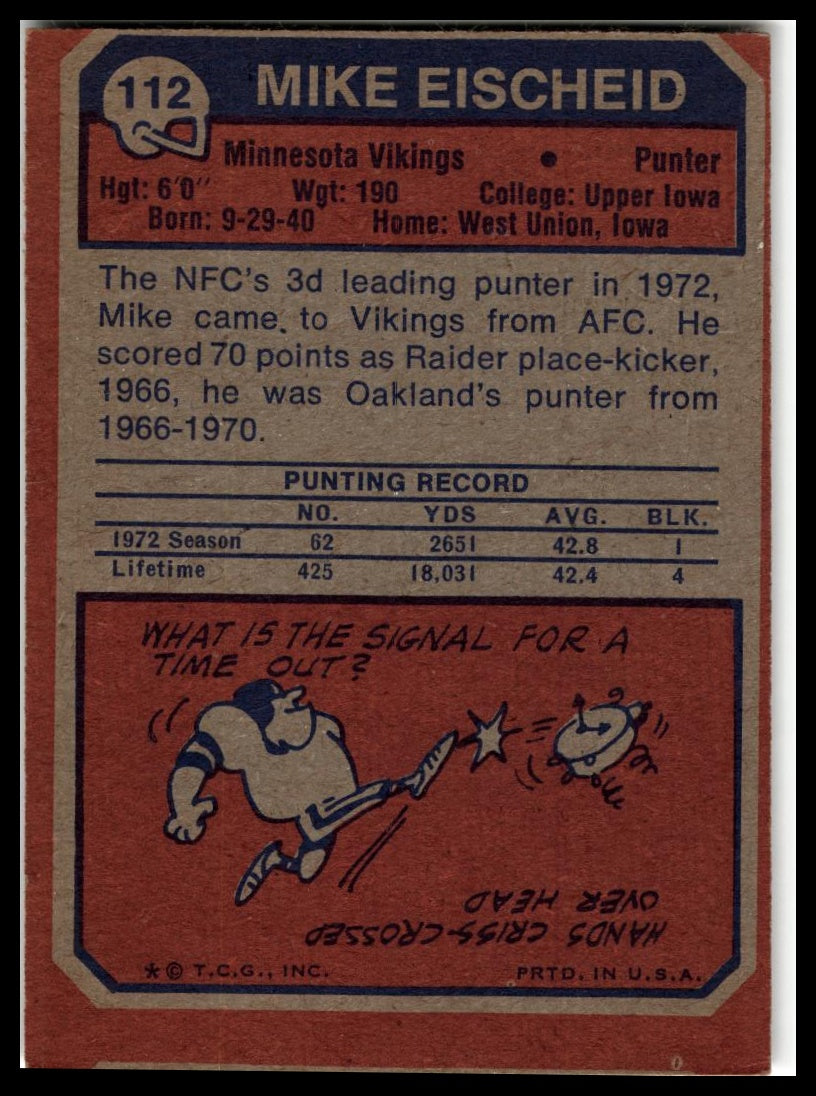 112
MIKE EISCHEID
Minnesota Vikings • Punter
Hgt: 6'0" Wgt: 190 College: Upper Iowa
Born: 9-29-40 Home: West Union, Iowa
The NFC's 3d leading punter in 1972,
Mike came to Vikings from AFC. He
scored 70 points as Raider place-kicker,
1966, he was Oakland's punter from
1966-1970.
PUNTING RECORD
NO. YDS AVG. BLK.
1972 Season 62 2651 42.8 1
Lifetime 425 18,031 42.4 4
WHAT IS THE SIGNAL FOR A
TIME OUT?
HANDS CRISS-CROSSED
OVER HEAD
* © T.C.G., INC. PRTD. IN U.S.A.